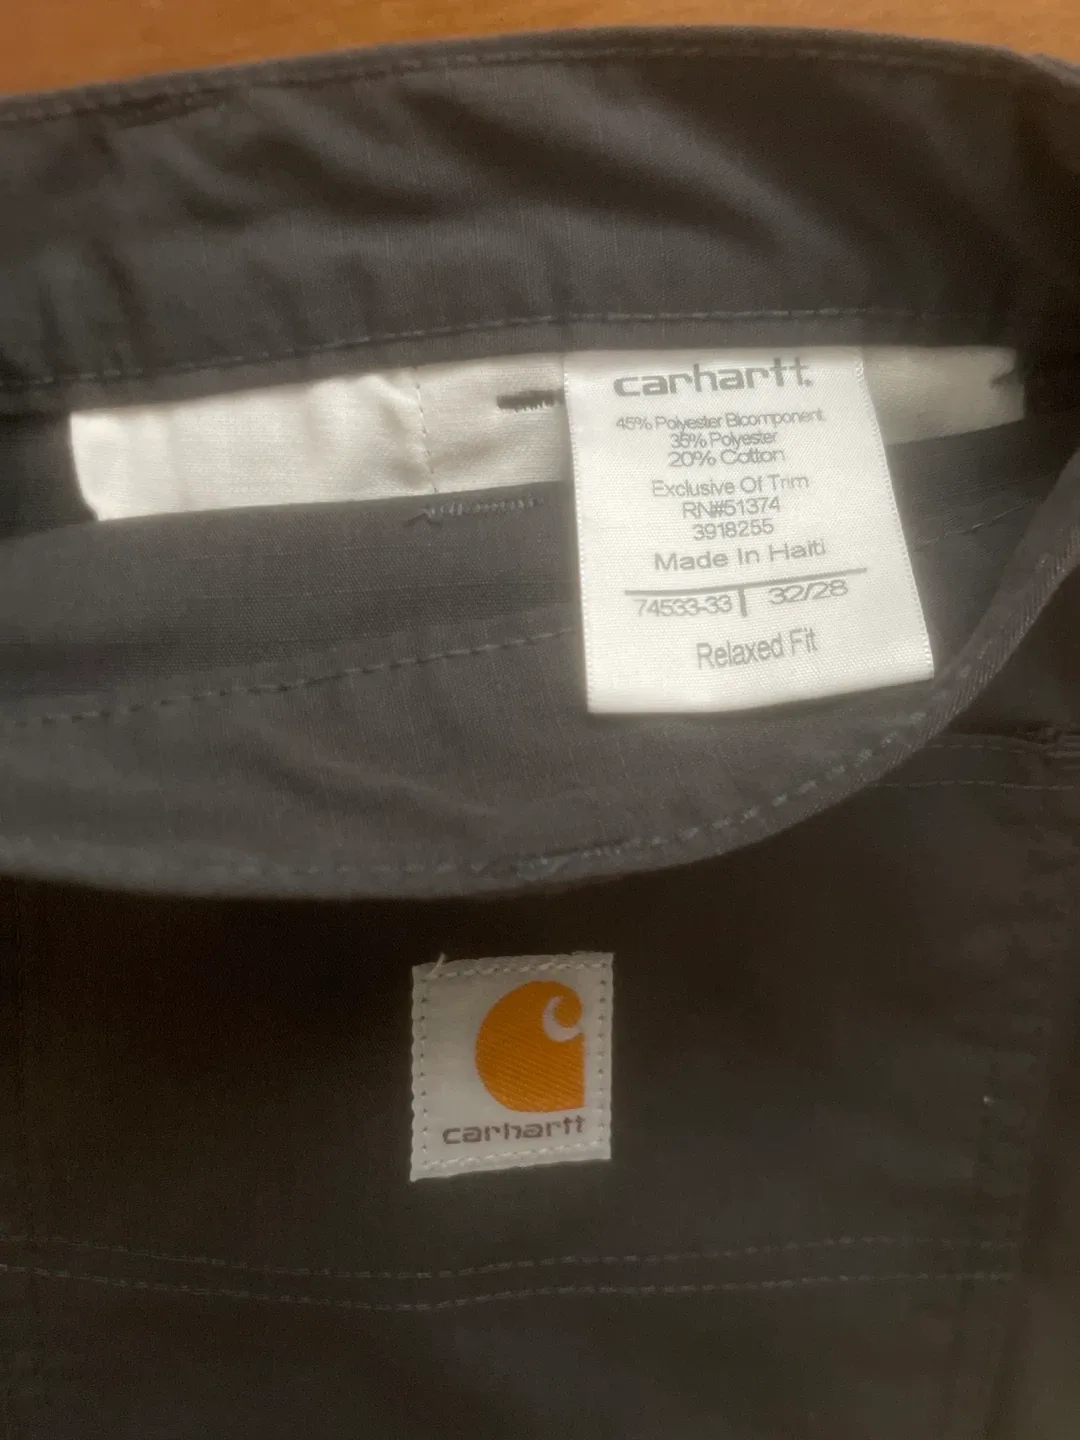 carhartt.
45% Polyester Bicomponent
35% Polyester
20% Cotton
Exclusive Of Trim
RN#51374
3918255
Made In Haiti
74533-33 32/28
Relaxed Fit
carhartt